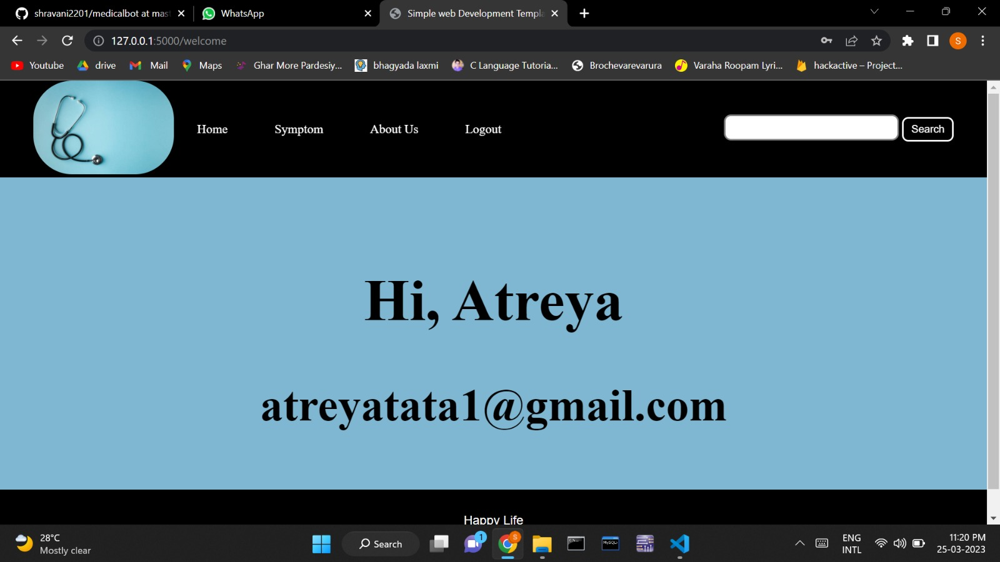 shravani2201/medicalbot at mast
WhatsApp
Simple web Development Templa
127.0.0.1:5000/welcome
S
Youtube
drive
Mail
Maps
Ghar More Pardesiy...
bhagyada laxmi
C Language Tutoria...
Brochevarevarura
Varaha Roopam Lyri...
hackactive – Project...
Home
Symptom
About Us
Logout
Search
Hi, Atreya
atreyatata1@gmail.com
Happy Life
28°C
Mostly clear
Search
1
S
MySQL
ENG
INTL
11:20 PM
25-03-2023